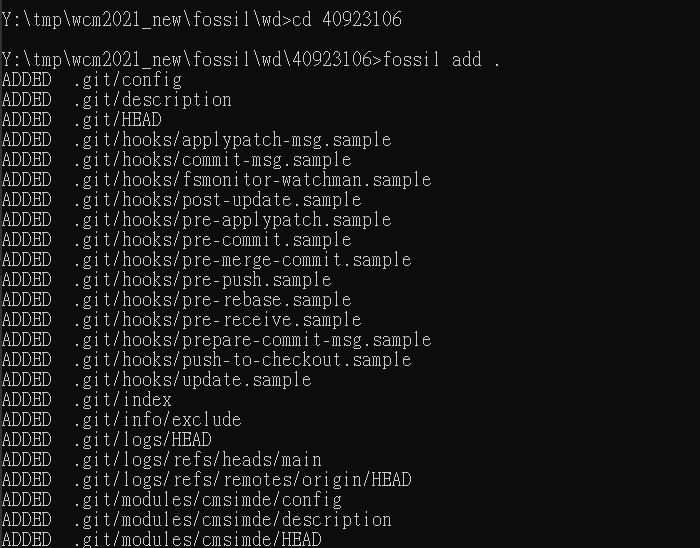 Y:\tmp\wcm2021_new\fossil\wd>cd 40923106
Y:\tmp\wcm2021_new\fossil\wd\40923106>fossil add .
ADDED  .git/config
ADDED  .git/description
ADDED  .git/HEAD
ADDED  .git/hooks/applypatch-msg.sample
ADDED  .git/hooks/commit-msg.sample
ADDED  .git/hooks/fsmonitor-watchman.sample
ADDED  .git/hooks/post-update.sample
ADDED  .git/hooks/pre-applypatch.sample
ADDED  .git/hooks/pre-commit.sample
ADDED  .git/hooks/pre-merge-commit.sample
ADDED  .git/hooks/pre-push.sample
ADDED  .git/hooks/pre-rebase.sample
ADDED  .git/hooks/pre-receive.sample
ADDED  .git/hooks/prepare-commit-msg.sample
ADDED  .git/hooks/push-to-checkout.sample
ADDED  .git/hooks/update.sample
ADDED  .git/index
ADDED  .git/info/exclude
ADDED  .git/logs/HEAD
ADDED  .git/logs/refs/heads/main
ADDED  .git/logs/refs/remotes/origin/HEAD
ADDED  .git/modules/cmsimde/config
ADDED  .git/modules/cmsimde/description
ADDED  .git/modules/cmsimde/HEAD